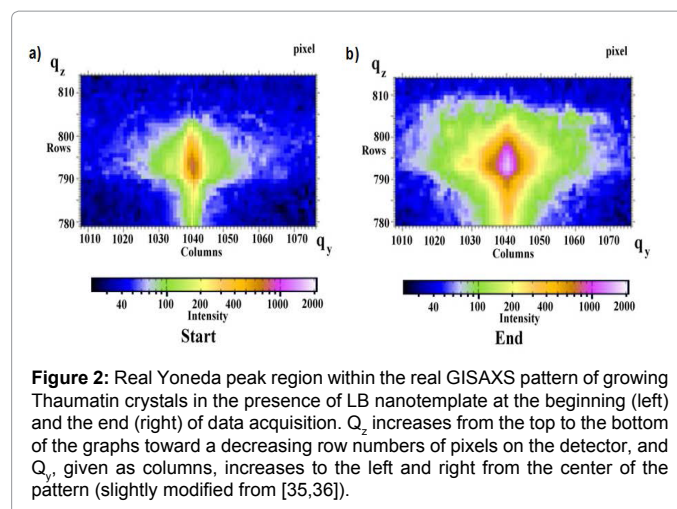 a) q_z pixel b) q_z pixel
810 810
800 800
Rows Rows
790 790
780 780
1010 1020 1030 1040 1050 1060 1070 q_y 1010 1020 1030 1040 1050 1060 1070 q_y
Columns Columns
40 100 200 400 1000 2000 40 100 200 400 1000 2000
Intensity Intensity
Start End
Figure 2: Real Yoneda peak region within the real GISAXS pattern of growing
Thaumatin crystals in the presence of LB nanotemplate at the beginning (left)
and the end (right) of data acquisition. Q_z increases from the top to the bottom
of the graphs toward a decreasing row numbers of pixels on the detector, and
Q_y, given as columns, increases to the left and right from the center of the
pattern (slightly modified from [35,36]).